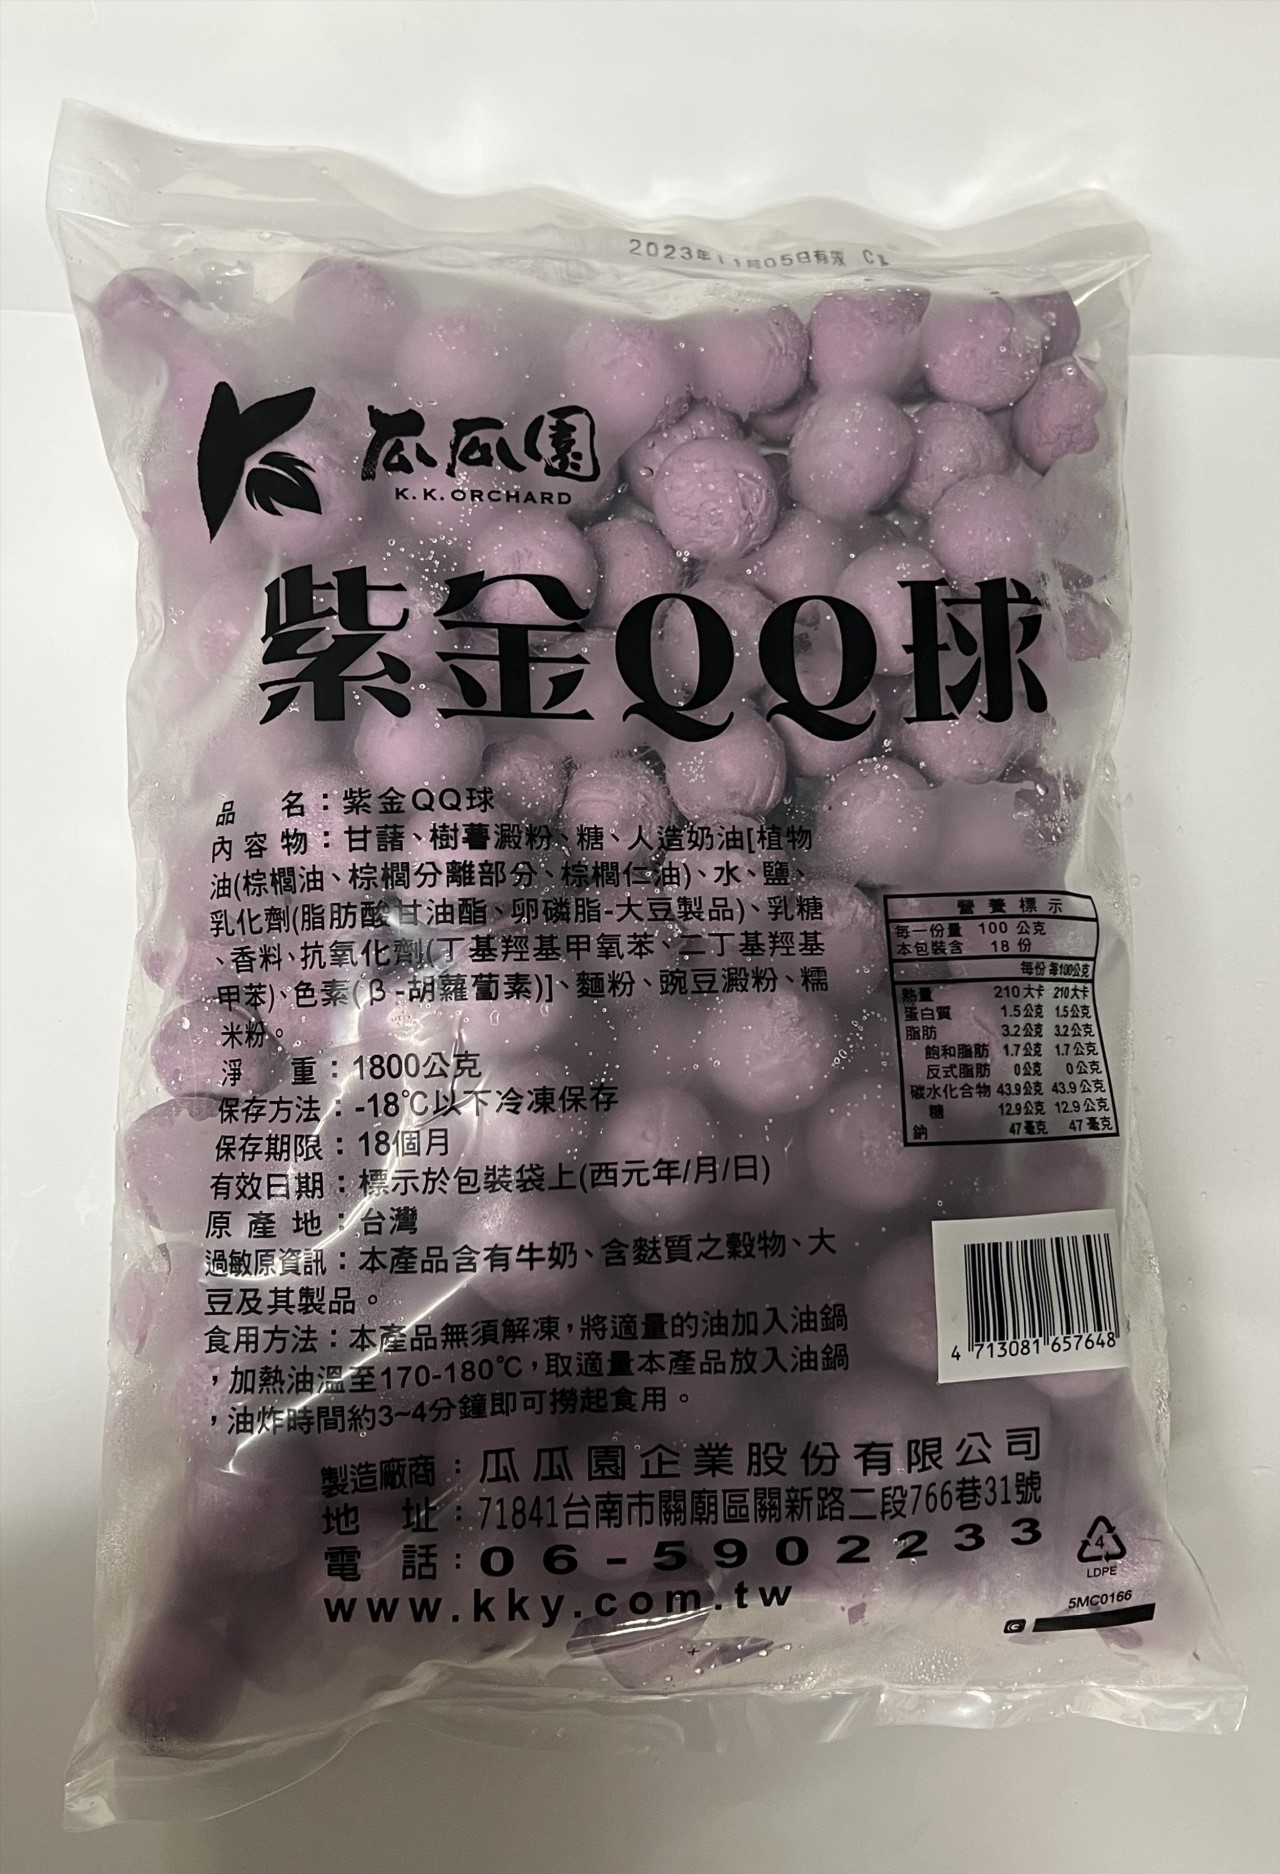 2023年11月05日有效
瓜瓜園
K.K.ORCHARD
紫金QQ球
品名：紫金QQ球
內容物：甘藷、樹薯澱粉、糖、人造奶油[植物
油(棕櫚油、棕櫚分離部分、棕櫚仁油)、水、鹽、
乳化劑(脂肪酸甘油酯、卵磷脂-大豆製品)、乳糖
、香料、抗氧化劑(丁基羥基甲氧苯、二丁基羥基
甲苯)、色素(β-胡蘿蔔素)]、麵粉、豌豆澱粉、糯
米粉。
淨重：1800公克
保存方法：-18℃以下冷凍保存
保存期限：18個月
有效日期：標示於包裝袋上(西元年/月/日)
原產地：台灣
過敏原資訊：本產品含有牛奶、含麩質之穀物、大
豆及其製品。
食用方法：本產品無須解凍，將適量的油加入油鍋
，加熱油溫至170-180℃，取適量本產品放入油鍋
，油炸時間約3~4分鐘即可撈起食用。
營養標示
每一份量 100 公克
本包裝含 18 份
每份 每100公克
熱量 210大卡 210大卡
蛋白質 1.5公克 1.5公克
脂肪 3.2公克 3.2公克
飽和脂肪 1.7公克 1.7公克
反式脂肪 0公克 0公克
碳水化合物 43.9公克 43.9公克
糖 12.9公克 12.9公克
鈉 47毫克 47毫克
4 713081 657648
製造廠商：瓜瓜園企業股份有限公司
地址：71841台南市關廟區關新路二段766巷31號
電話：06-5902233
www.kky.com.tw
4
LDPE
5MC0166